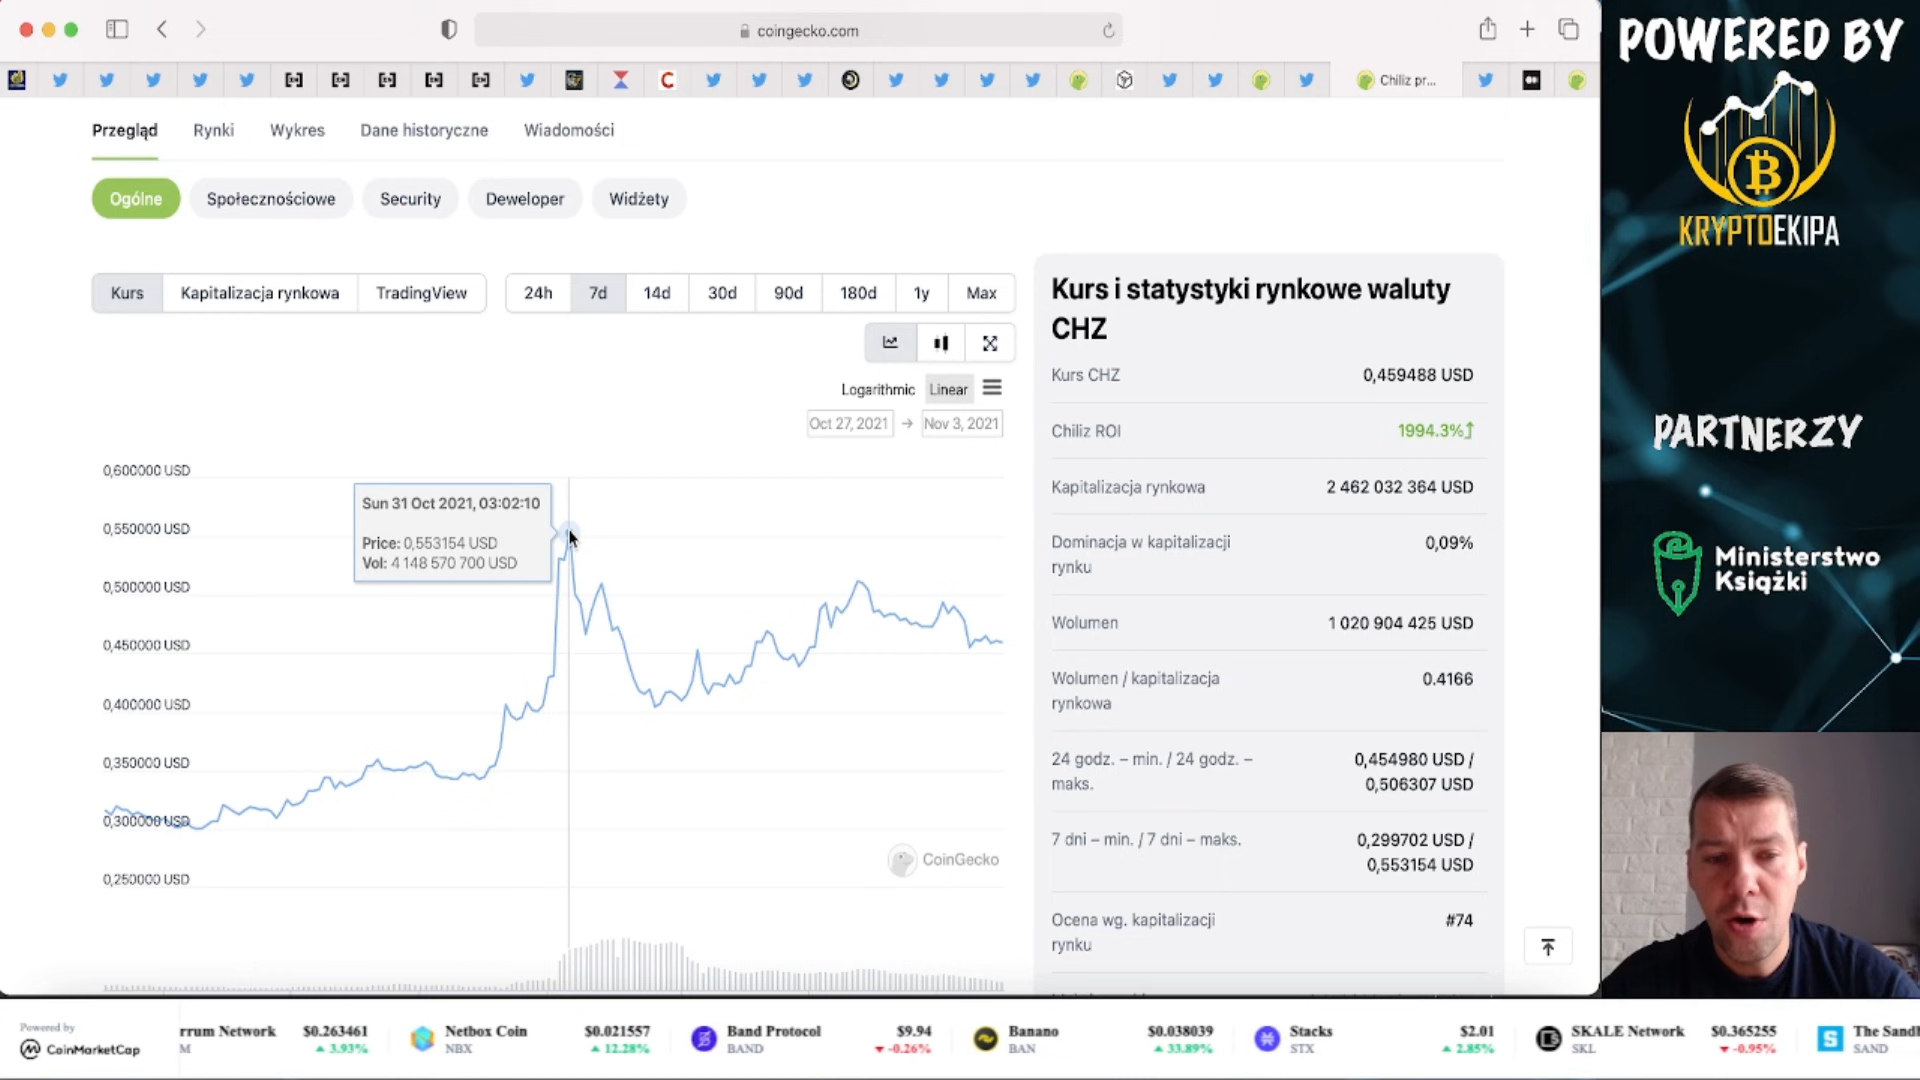 coingecko.com
Chiliz pr...
Przegląd
Rynki
Wykres
Dane historyczne
Wiadomości
Ogólne
Społecznościowe
Security
Deweloper
Widżety
Kurs
Kapitalizacja rynkowa
TradingView
24h
7d
14d
30d
90d
180d
1y
Max
Logarithmic
Linear
Oct 27, 2021 → Nov 3, 2021
0,600000 USD
0,550000 USD
0,500000 USD
0,450000 USD
0,400000 USD
0,350000 USD
0,300000 USD
0,250000 USD
Sun 31 Oct 2021, 03:02:10
Price: 0,553154 USD
Vol: 4 148 570 700 USD
CoinGecko
Kurs i statystyki rynkowe waluty
CHZ
Kurs CHZ
0,459488 USD
Chiliz ROI
1994.3%
Kapitalizacja rynkowa
2 462 032 364 USD
Dominacja w kapitalizacji
rynku
0,09%
Wolumen
1 020 904 425 USD
Wolumen / kapitalizacja
rynkowa
0.4166
24 godz. – min. / 24 godz. –
maks.
0,454980 USD /
0,506307 USD
7 dni – min. / 7 dni – maks.
0,299702 USD /
0,553154 USD
Ocena wg. kapitalizacji
rynku
#74
POWERED BY
KRYPTOEKIPA
PARTNERZY
Ministerstwo
Książki
Powered by
CoinMarketCap
rrum Network
M
$0.263461
3.93%
Netbox Coin
NBX
$0.021557
12.28%
Band Protocol
BAND
$9.94
-0.26%
Banano
BAN
$0.038039
33.89%
Stacks
STX
$2.01
2.85%
SKALE Network
SKL
$0.365255
-0.95%
The Sandl
SAND